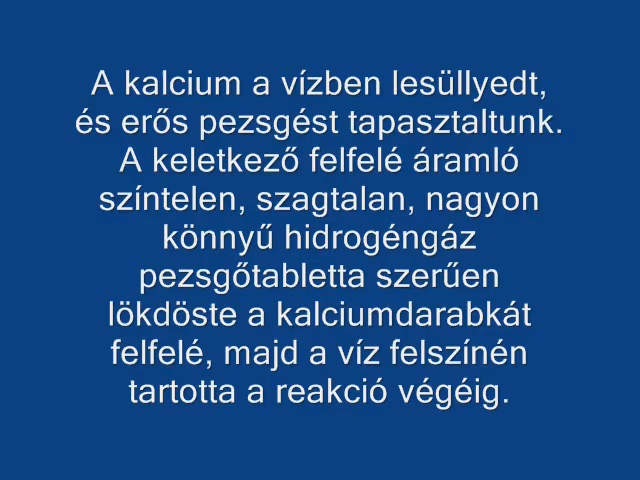 A kalcium a vízben lesüllyedt,
és erős pezsgést tapasztaltunk.
A keletkező felfelé áramló
színtelen, szagtalan, nagyon
könnyű hidrogéngáz
pezsgőtabletta szerűen
lökdöste a kalciumdarabkát
felfelé, majd a víz felszínén
tartotta a reakció végéig.